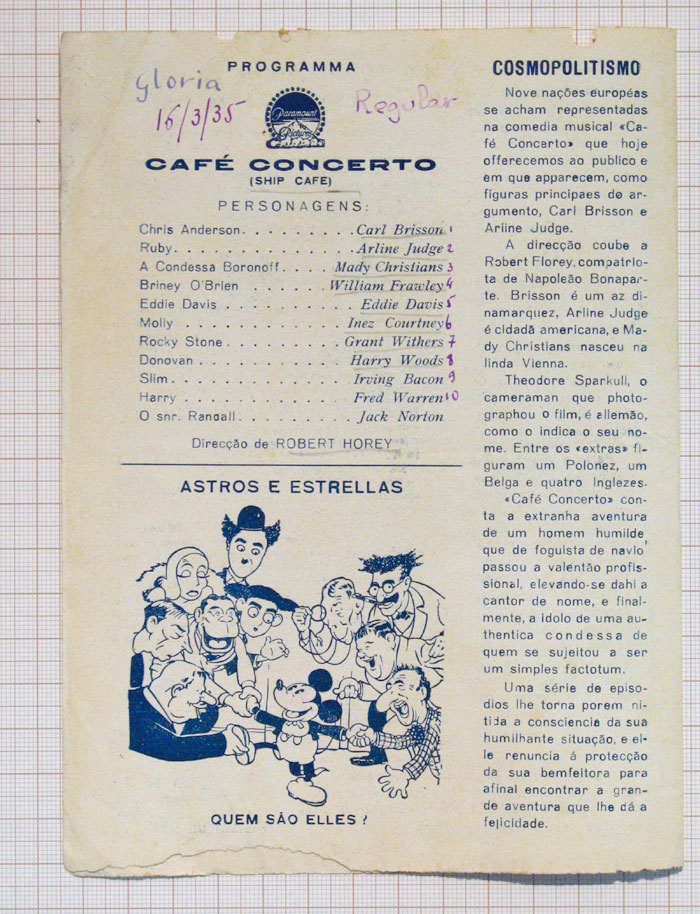 PROGRAMMA
Gloria
16/3/35
Regular
Paramount
Pictures
CAFÉ CONCERTO
(SHIP CAFE)
PERSONAGENS:
Chris Anderson. . . . . . . . . Carl Brisson 1
Ruby. . . . . . . . . . . . . . . Arline Judge 2
A Condessa Boronoff. . . . Mady Christians 3
Briney O'Brien . . . . . . William Frawley 4
Eddie Davis . . . . . . . . . . Eddie Davis 5
Molly . . . . . . . . . . . . Inez Courtney 6
Rocky Stone . . . . . . . . . Grant Withers 7
Donovan . . . . . . . . . . . Harry Woods 8
Slim. . . . . . . . . . . . . . Irving Bacon 9
Harry . . . . . . . . . . . . . Fred Warren 10
O snr. Randall. . . . . . . . . Jack Norton
Direcção de ROBERT HOREY
ASTROS E ESTRELLAS
QUEM SÃO ELLES?
COSMOPOLITISMO
Nove nações européas
se acham representadas
na comedia musical «Ca-
fé Concerto» que hoje
offerecemos ao publico e
em que apparecem, como
figuras principaes do ar-
gumento, Carl Brisson e
Arline Judge.
A direcção coube a
Robert Florey, compatrio-
ta de Napoleão Bonapar-
te. Brisson é um az di-
namarquez, Arline Judge
é cidadã americana, e Ma-
dy Christians nasceu na
linda Vienna.
Theodore Sparkull, o
cameraman que photo-
graphou o film, é allemão,
como o indica o seu no-
me. Entre os «extras» fi-
guram um Polonez, um
Belga e quatro Inglezes.
«Café Concerto» con-
ta a extranha aventura
de um homem humilde,
que de foguista de navio
passou a valentão profis-
sional, elevando-se dahi a
cantor de nome, e final-
mente, a idolo de uma au-
thentica condessa de
quem se sujeitou a ser
um simples factotum.
Uma série de episo-
dios lhe torna porem ni-
tida a consciencia da sua
humilhante situação, e el-
le renuncia á protecção
da sua bemfeitora para
afinal encontrar a gran-
de aventura que lhe dá a
felicidade.